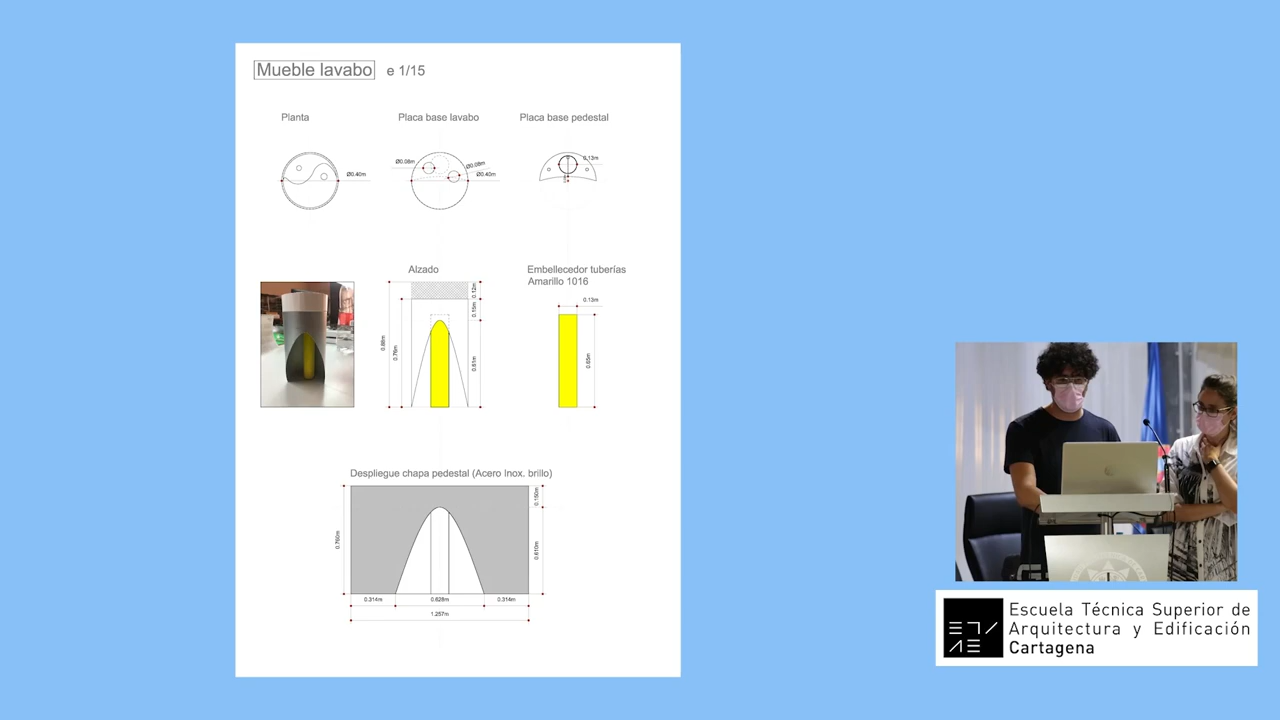 Mueble lavabo e 1/15
Planta
Placa base lavabo
Placa base pedestal
Ø0.40m
Ø0.08m
Ø0.08m
Ø0.40m
0.13m
Alzado
Embellecedor tuberías
Amarillo 1016
0.12m
0.15m
0.88m
0.76m
0.61m
0.13m
0.65m
Despliegue chapa pedestal (Acero Inox. brillo)
0.760m
0.150m
0.610m
0.314m
0.628m
0.314m
1.257m
Escuela Técnica Superior de
Arquitectura y Edificación
Cartagena